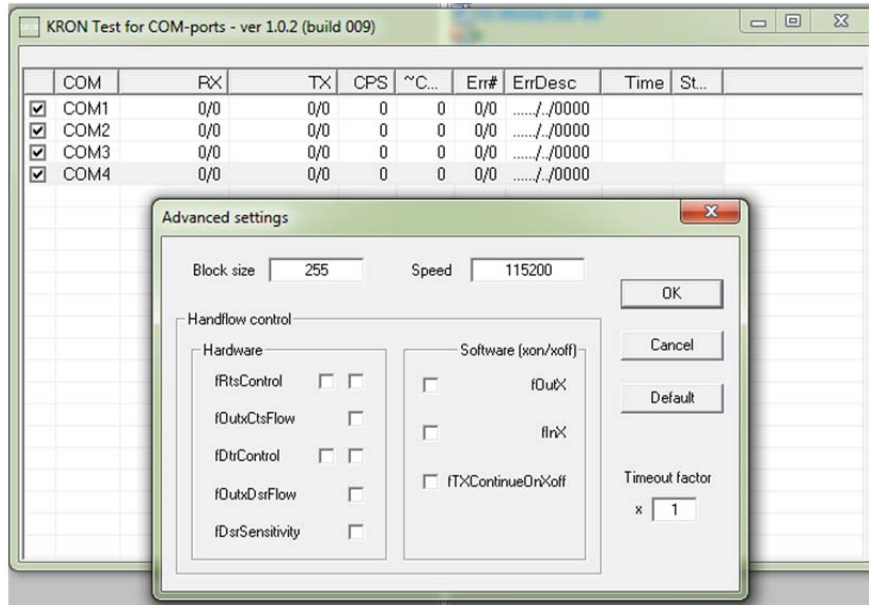 KRON Test for COM-ports - ver 1.0.2 (build 009)
COM RX TX CPS ~C... Err# ErrDesc Time St...
COM1 0/0 0/0 0 0 0/0 ....../../0000
COM2 0/0 0/0 0 0 0/0 ....../../0000
COM3 0/0 0/0 0 0 0/0 ....../../0000
COM4 0/0 0/0 0 0 0/0 ....../../0000
Advanced settings
Block size 255 Speed 115200
OK
Handflow control
Cancel
Hardware Software (xon/xoff)
fRtsControl fOutX
Default
fOutxCtsFlow
fInX
fDtrControl
Timeout factor
fOutxDsrFlow fTXContinueOnXoff
x 1
fDsrSensitivity